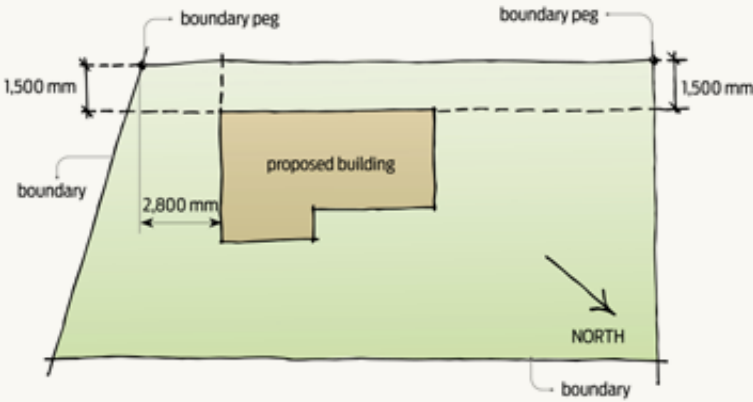 boundary peg
boundary peg
1,500 mm
1,500 mm
proposed building
boundary
2,800 mm
NORTH
boundary